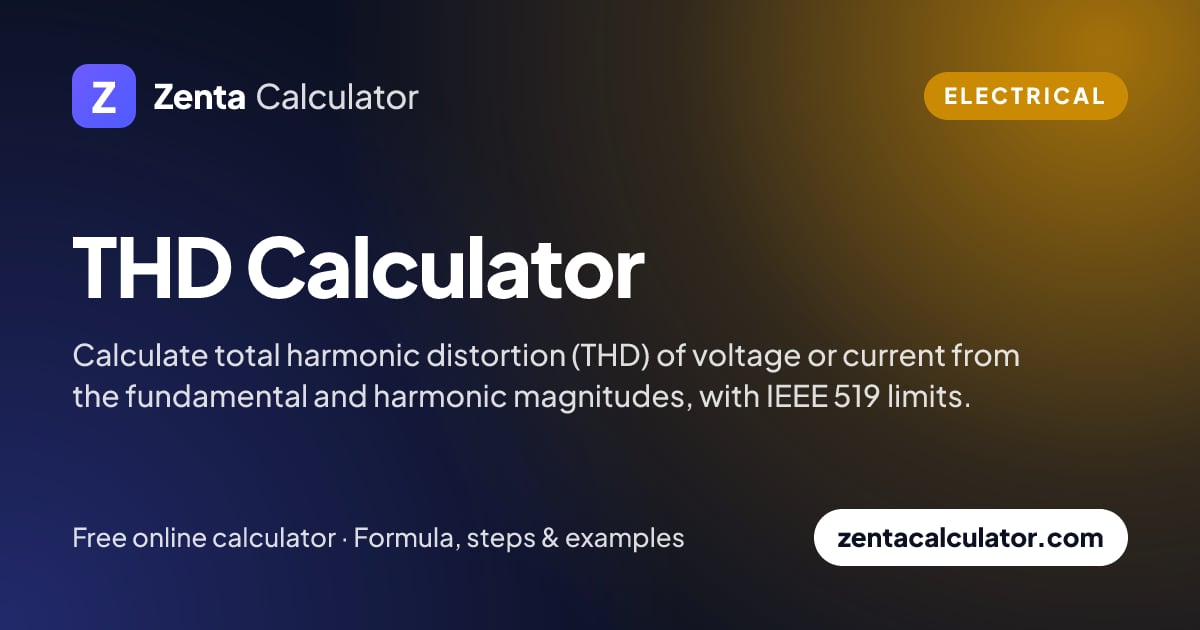 Z
Zenta Calculator
ELECTRICAL
THD Calculator
Calculate total harmonic distortion (THD) of voltage or current from
the fundamental and harmonic magnitudes, with IEEE 519 limits.
Free online calculator · Formula, steps & examples
zentacalculator.com